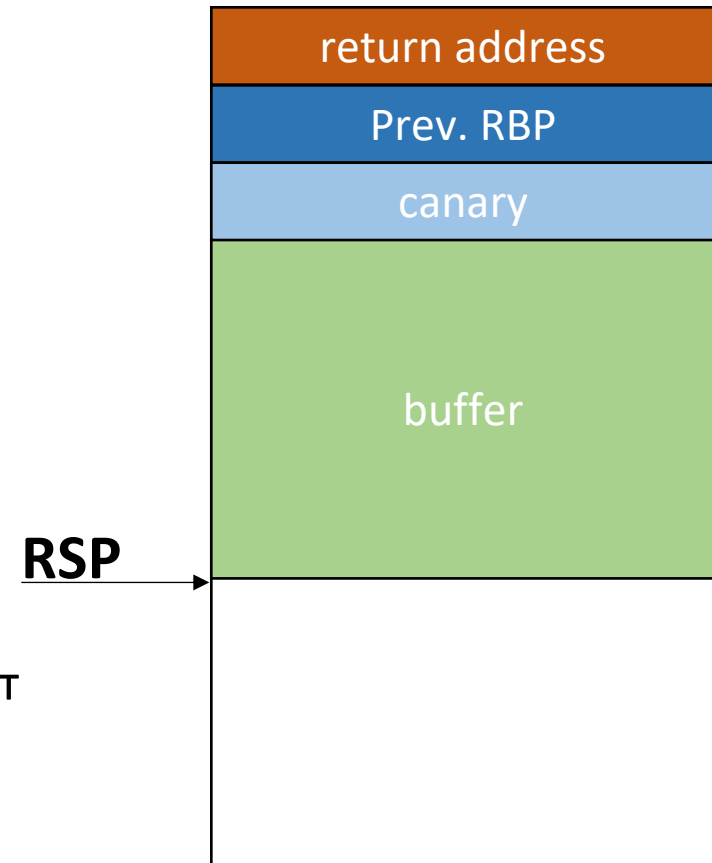 return address
Prev. RBP
canary
buffer
RSP
т